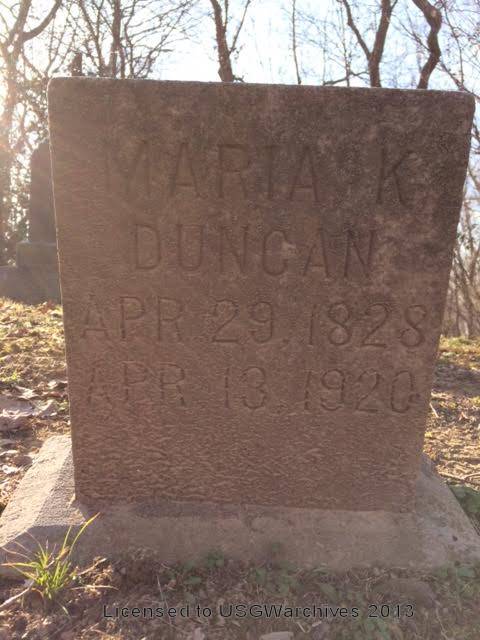 MARIA K
DUNCAN
APR. 29, 1828
APR 13, 1920
Licensed to USGWarchives 2013